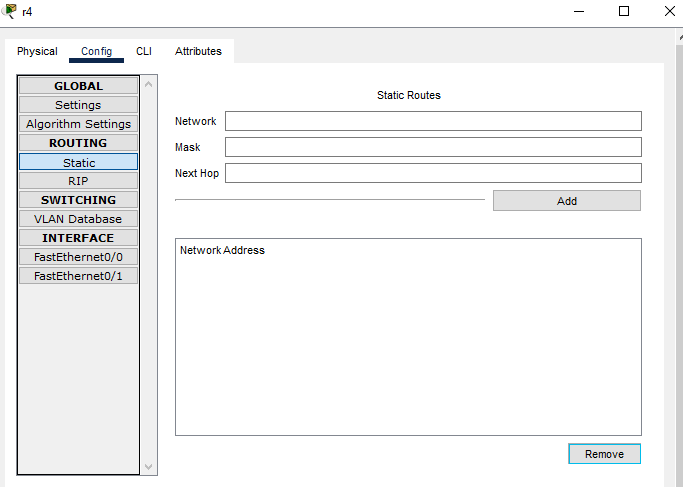 r4
Physical Config CLI Attributes
GLOBAL
Settings
Algorithm Settings
ROUTING
Static
RIP
SWITCHING
VLAN Database
INTERFACE
FastEthernet0/0
FastEthernet0/1
Static Routes
Network
Mask
Next Hop
Add
Network Address
Remove